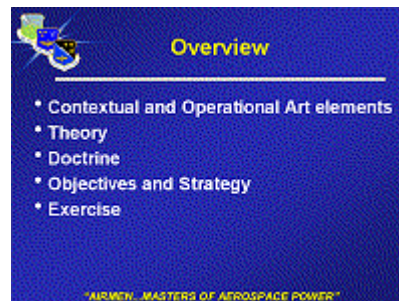 Overview
• Contextual and Operational Art elements
• Theory
• Doctrine
• Objectives and Strategy
• Exercise
"AIRMEN...MASTERS OF AEROSPACE POWER"